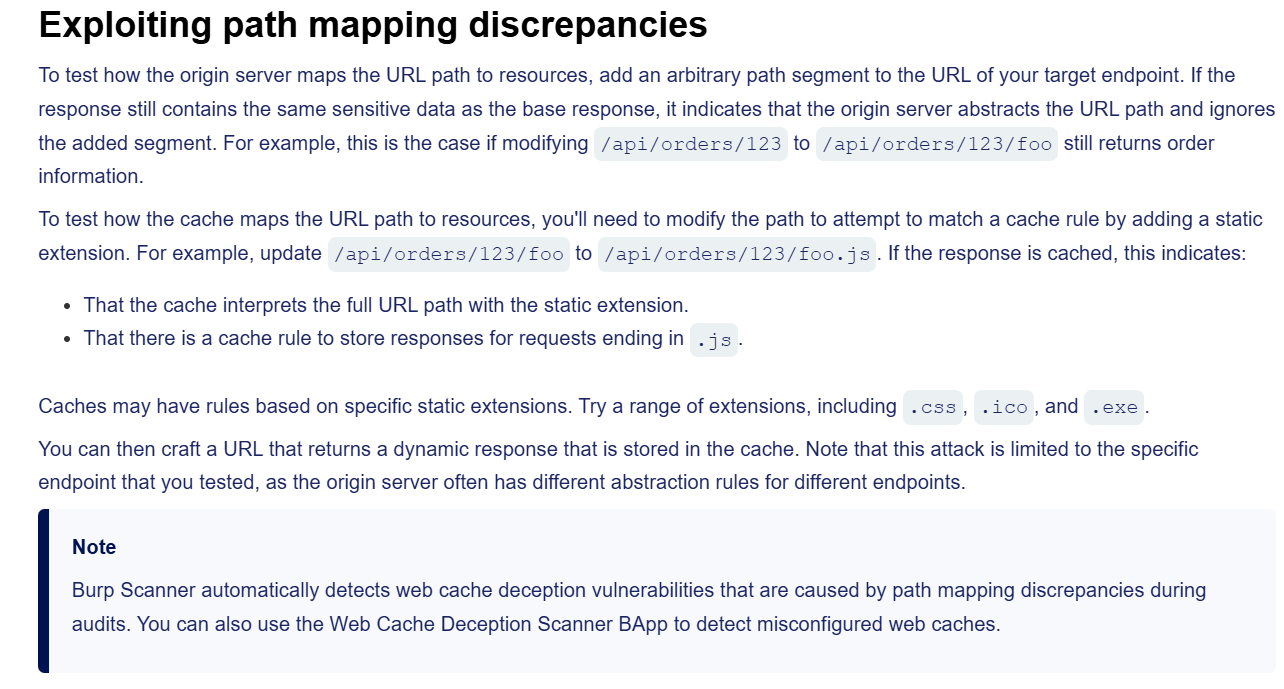 Exploiting path mapping discrepancies
To test how the origin server maps the URL path to resources, add an arbitrary path segment to the URL of your target endpoint. If the
response still contains the same sensitive data as the base response, it indicates that the origin server abstracts the URL path and ignores
the added segment. For example, this is the case if modifying /api/orders/123 to /api/orders/123/foo still returns order
information.
To test how the cache maps the URL path to resources, you'll need to modify the path to attempt to match a cache rule by adding a static
extension. For example, update /api/orders/123/foo to /api/orders/123/foo.js. If the response is cached, this indicates:
• That the cache interprets the full URL path with the static extension.
• That there is a cache rule to store responses for requests ending in .js.
Caches may have rules based on specific static extensions. Try a range of extensions, including .css, .ico, and .exe.
You can then craft a URL that returns a dynamic response that is stored in the cache. Note that this attack is limited to the specific
endpoint that you tested, as the origin server often has different abstraction rules for different endpoints.
Note
Burp Scanner automatically detects web cache deception vulnerabilities that are caused by path mapping discrepancies during
audits. You can also use the Web Cache Deception Scanner BApp to detect misconfigured web caches.